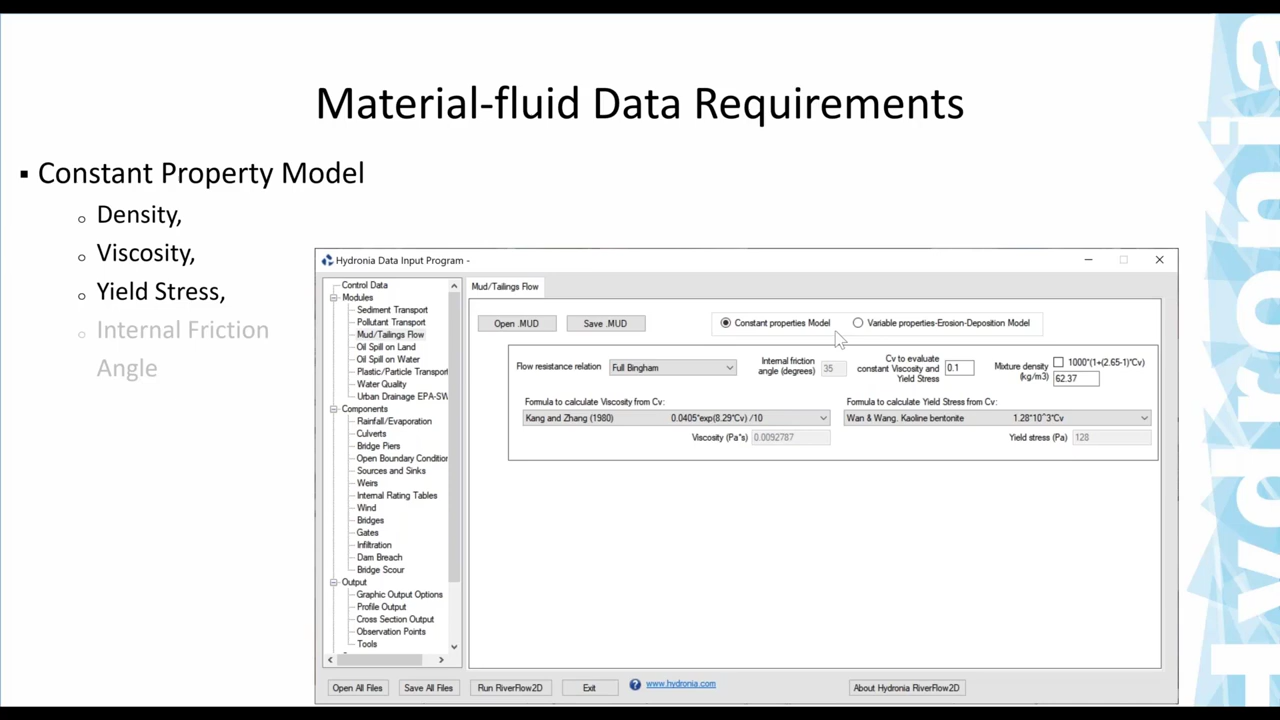 Material-fluid Data Requirements
▪ Constant Property Model
o Density,
o Viscosity,
o Yield Stress,
o Internal Friction
Angle
Hydronia Data Input Program -
Control Data
Modules
Sediment Transport
Pollutant Transport
Mud/Tailings Flow
Oil Spill on Land
Oil Spill on Water
Plastic/Particle Transport
Water Quality
Urban Drainage EPA-SW
Components
Rainfall/Evaporation
Culverts
Bridge Piers
Open Boundary Condition
Sources and Sinks
Weirs
Internal Rating Tables
Wind
Bridges
Gates
Infiltration
Dam Breach
Bridge Scour
Output
Graphic Output Options
Profile Output
Cross Section Output
Observation Points
Tools
Mud/Tailings Flow
Open .MUD
Save .MUD
Constant properties Model
Variable properties-Erosion-Deposition Model
Flow resistance relation
Full Bingham
Internal friction
angle (degrees)
35
Cv to evaluate
constant Viscosity and
Yield Stress
0.1
Mixture density
(kg/m3)
1000*(1+(2.65-1)*Cv)
62.37
Formula to calculate Viscosity from Cv:
Kang and Zhang (1980) 0.0405*exp(8.29*Cv) /10
Viscosity (Pa*s) 0.0092787
Formula to calculate Yield Stress from Cv:
Wan & Wang. Kaoline bentonite 1.28*10^3*Cv
Yield stress (Pa) 128
Open All Files
Save All Files
Run RiverFlow2D
Exit
?
www.hydronia.com
About Hydronia RiverFlow2D
Hydronia